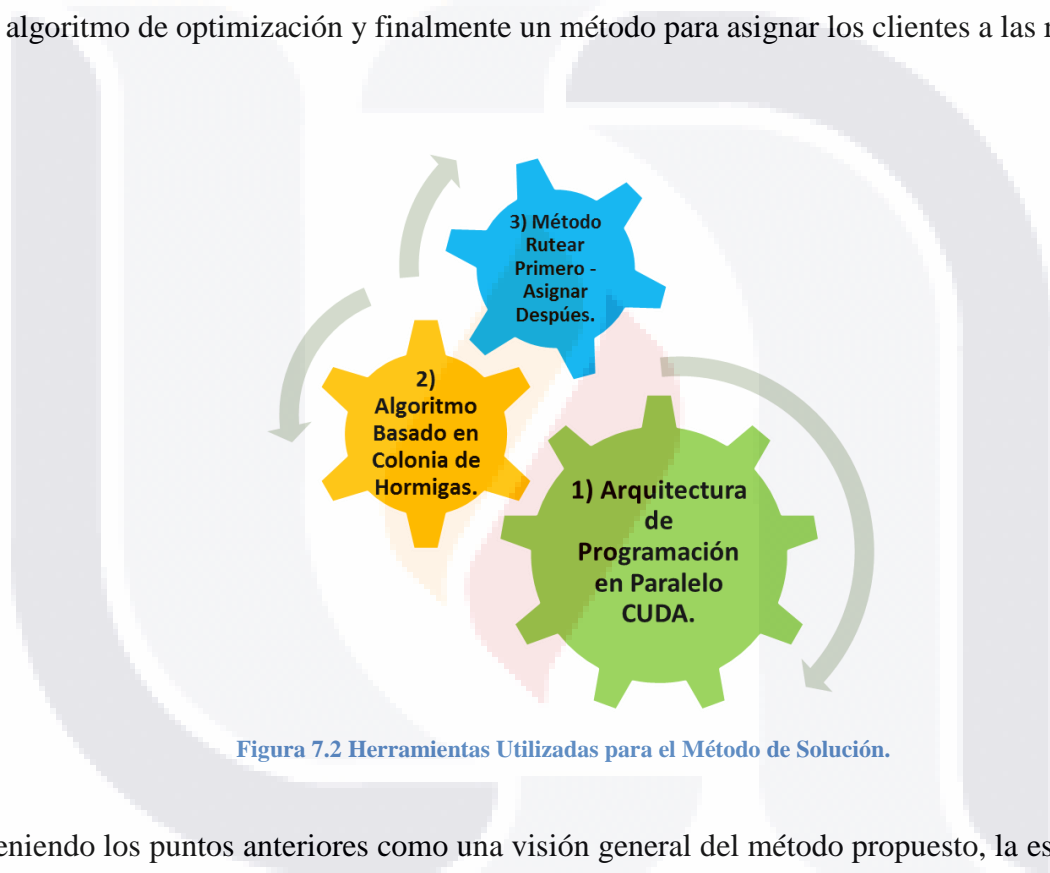 algoritmo de optimización y finalmente un método para asignar los clientes a las
3) Método
Rutear
Primero -
Asignar
Despúes.
2)
Algoritmo
Basado en
Colonia de
Hormigas.
1) Arquitectura
de
Programación
en Paralelo
CUDA.
Figura 7.2 Herramientas Utilizadas para el Método de Solución.
eniendo los puntos anteriores como una visión general del método propuesto, la es